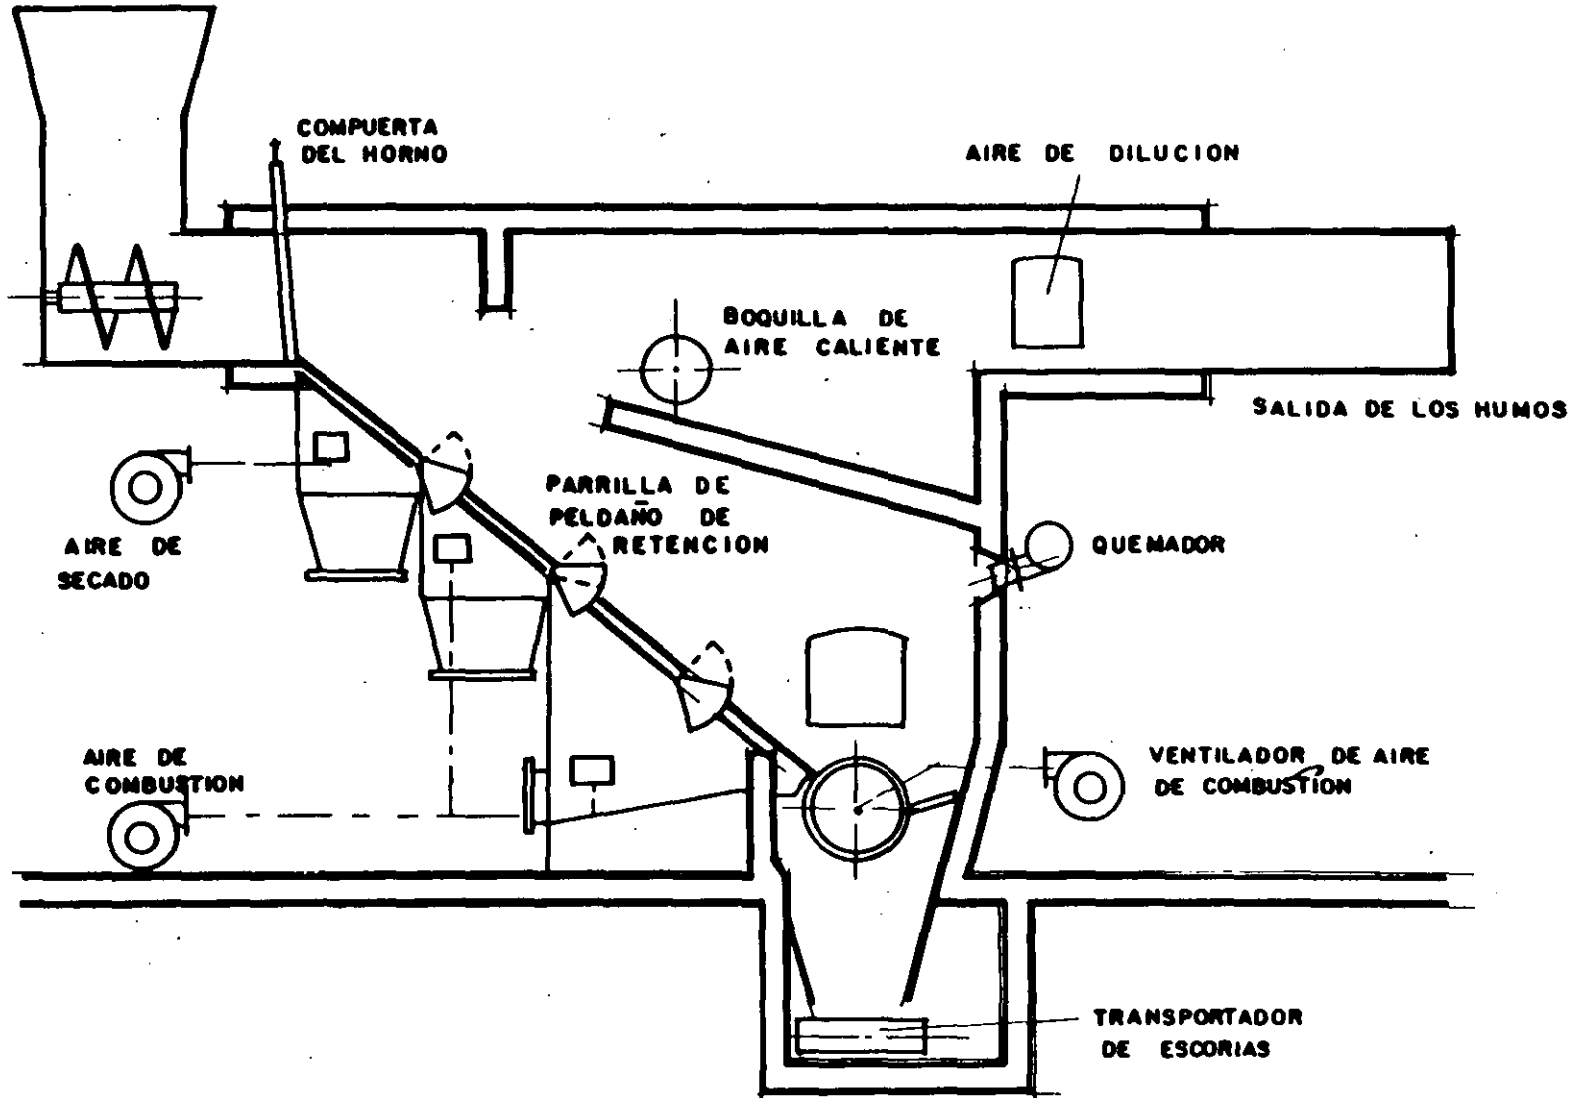 COMPUERTA
DEL HORNO
AIRE DE DILUCION
BOQUILLA DE
AIRE CALIENTE
SALIDA DE LOS HUMOS
PARRILLA DE
PELDAÑO DE
RETENCION
AIRE DE
SECADO
QUEMADOR
AIRE DE
COMBUSTION
VENTILADOR DE AIRE
DE COMBUSTION
TRANSPORTADOR
DE ESCORIAS